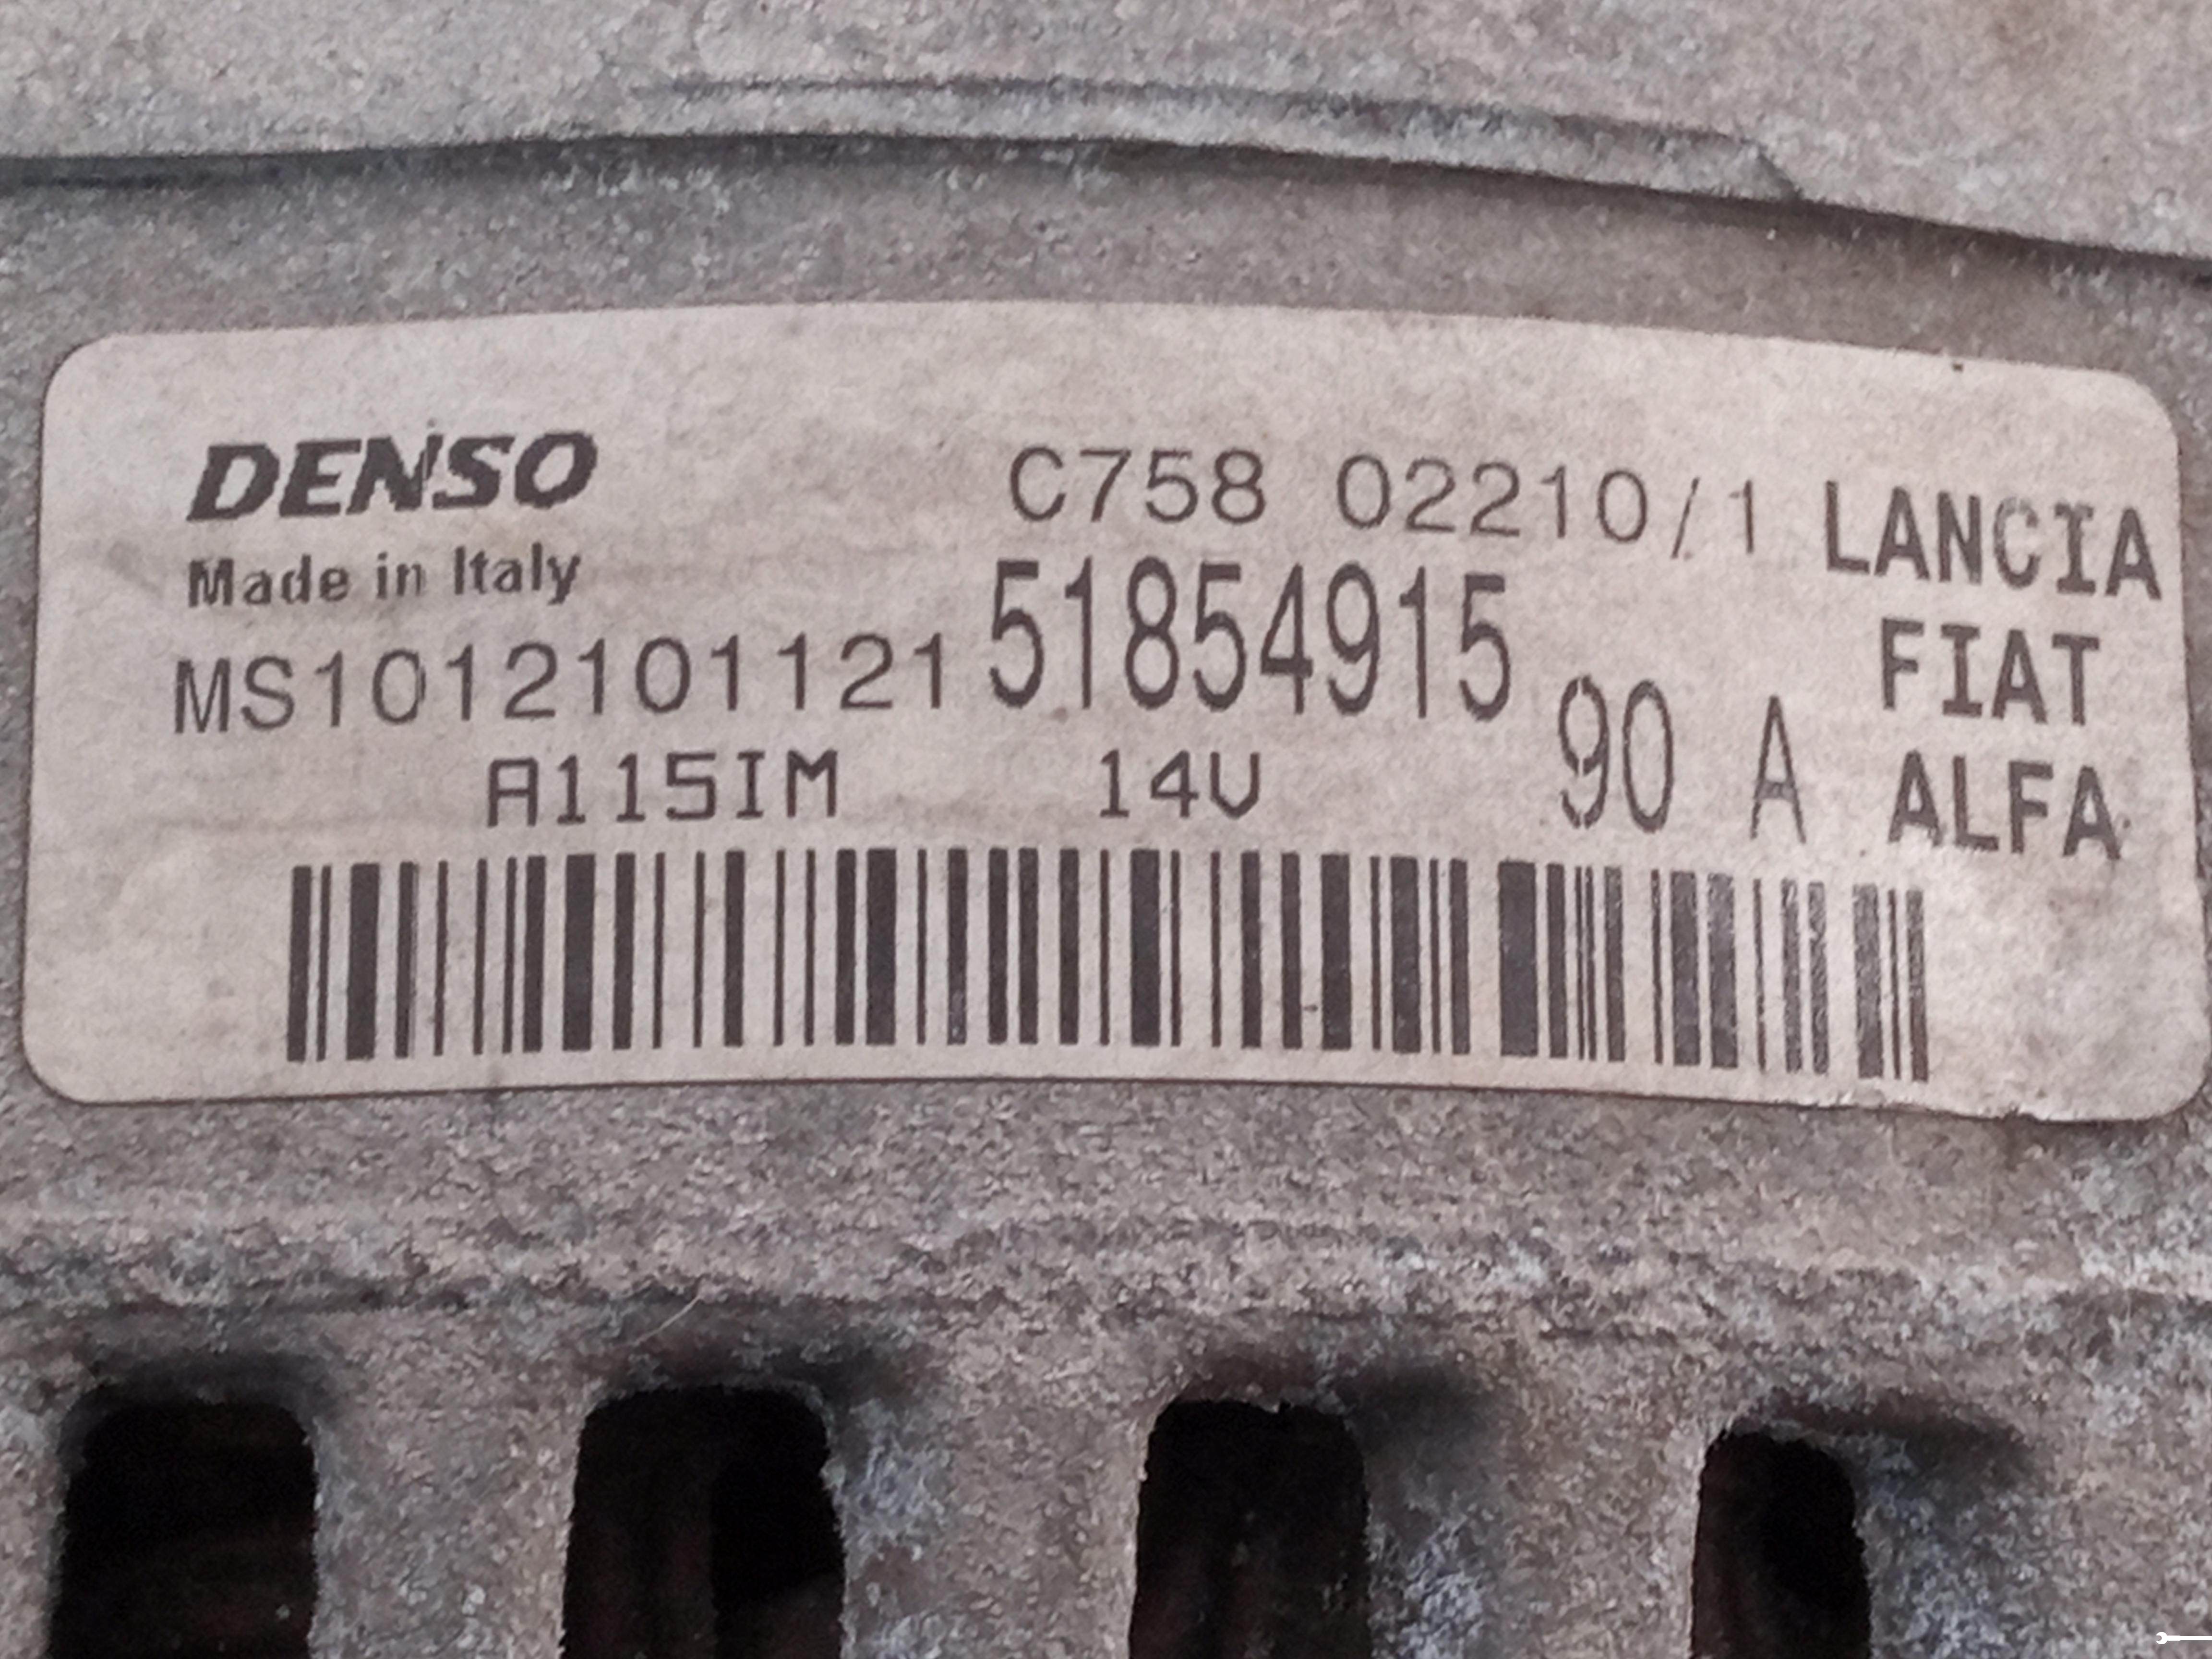 DENSO
Made in Italy
C758 02210/1
MS1012101121
51854915
A115IM 14V
90 A
LANCIA
FIAT
ALFA